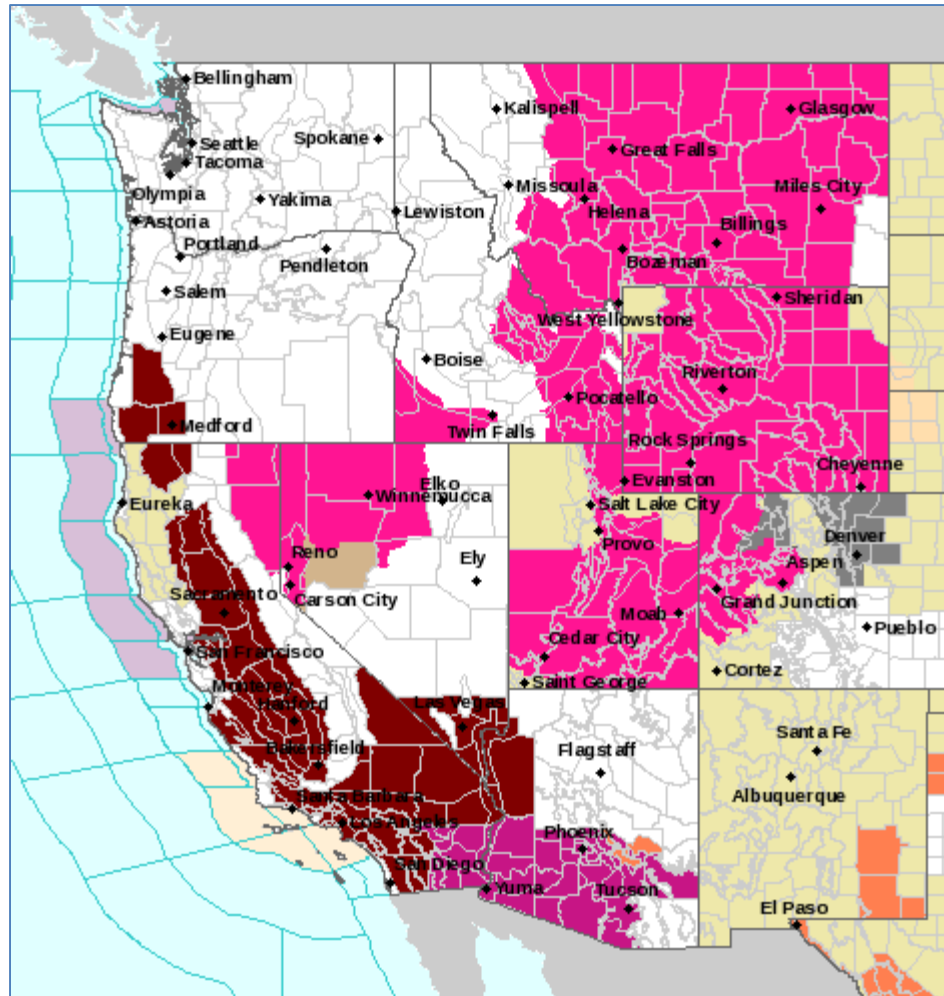 Bellingham
Kalispell
Glasgow
Seattle
Spokane
Great Falls
Tacoma
Olympia
Missoula
Miles City
Yakima
Lewiston
Helena
Astoria
Billings
Portland
Pendleton
Bozeman
Salem
Sheridan
West Yellowstone
Eugene
Boise
Riverton
Pocatello
Medford
Twin Falls
Rock Springs
Cheyenne
Elko
Winnemucca
Evanston
Eureka
Salt Lake City
Provo
Denver
Reno
Ely
Aspen
Carson City
Grand Junction
Sacramento
Moab
Pueblo
Cedar City
San Francisco
Cortez
Saint George
Monterey
Hanford
Las Vegas
Santa Fe
Bakersfield
Flagstaff
Albuquerque
Santa Barbara
Los Angeles
Phoenix
San Diego
Yuma
Tucson
El Paso